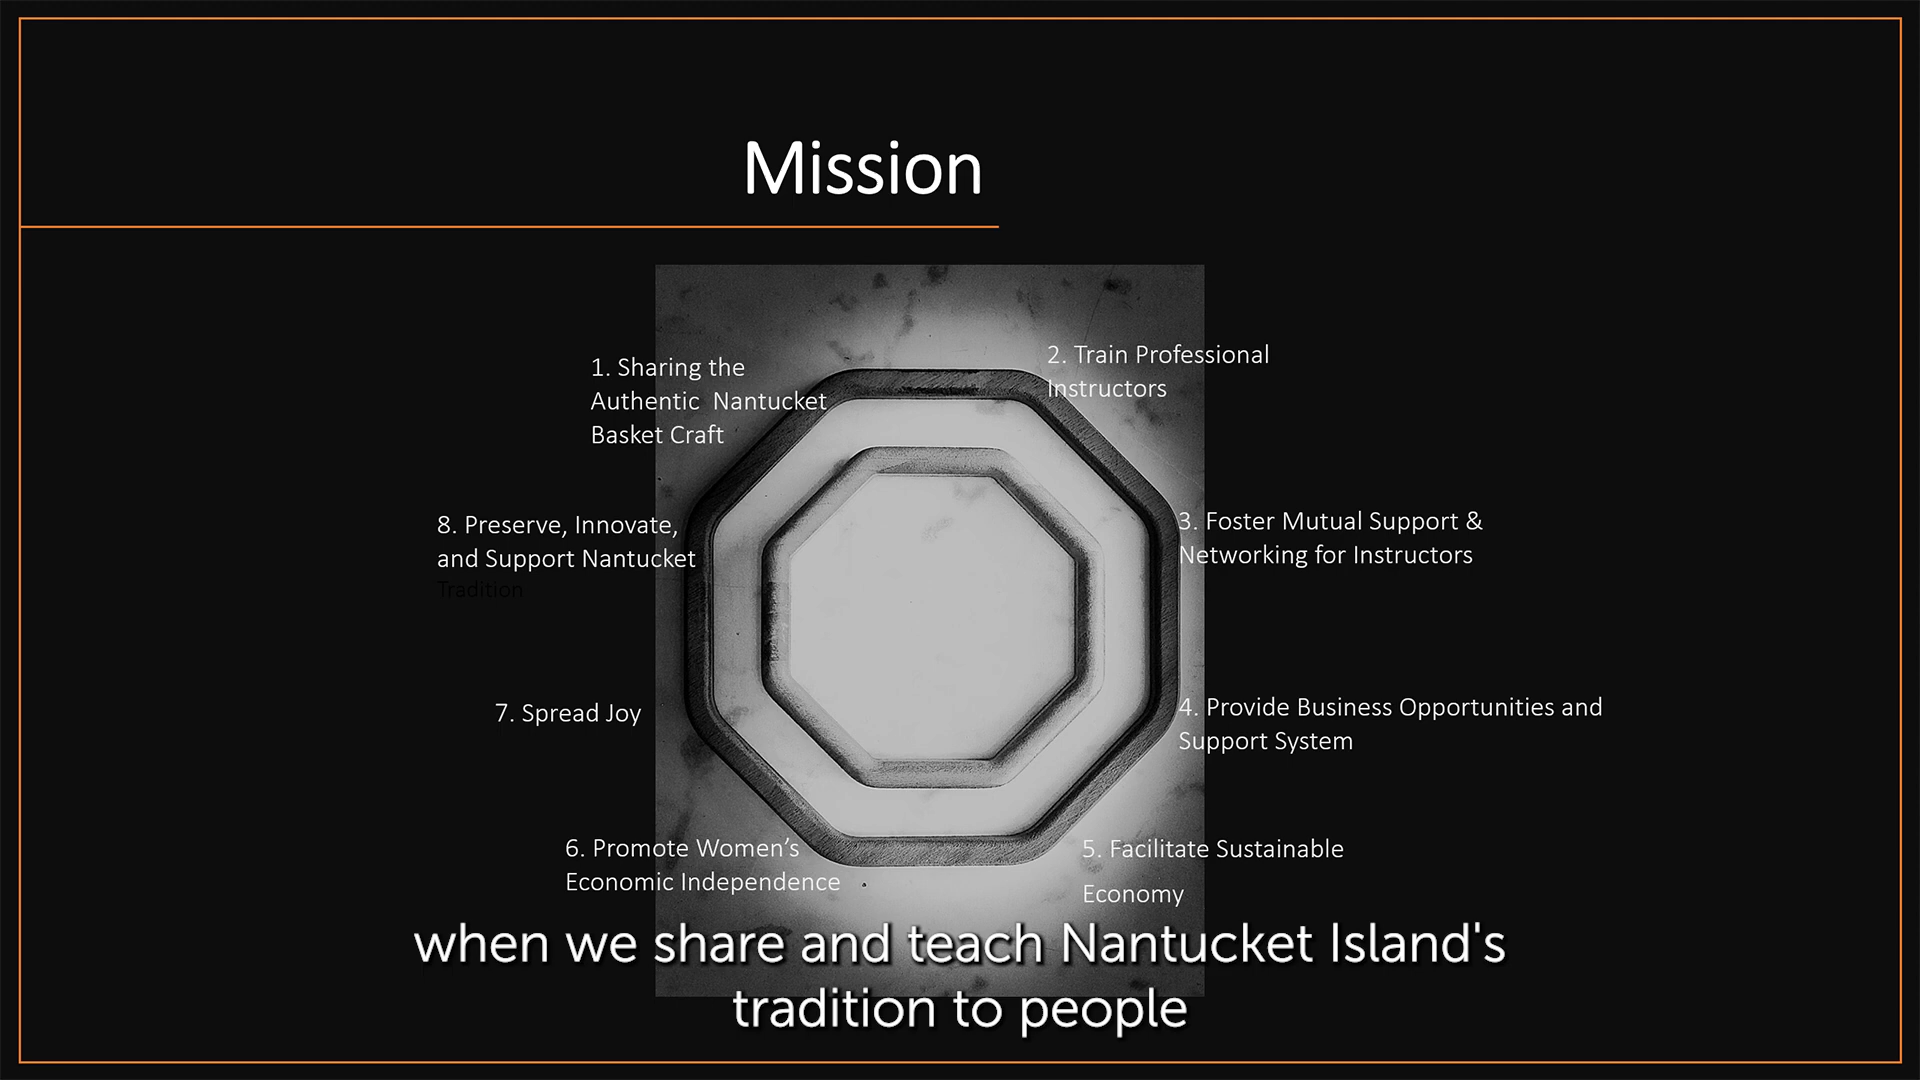 Mission
1. Sharing the
Authentic  Nantucket
Basket Craft
2. Train Professional
Instructors
3. Foster Mutual Support &
Networking for Instructors
4. Provide Business Opportunities and
Support System
5. Facilitate Sustainable
Economy
6. Promote Women’s
Economic Independence
7. Spread Joy
8. Preserve, Innovate,
and Support Nantucket
Tradition
when we share and teach Nantucket Island's
tradition to people